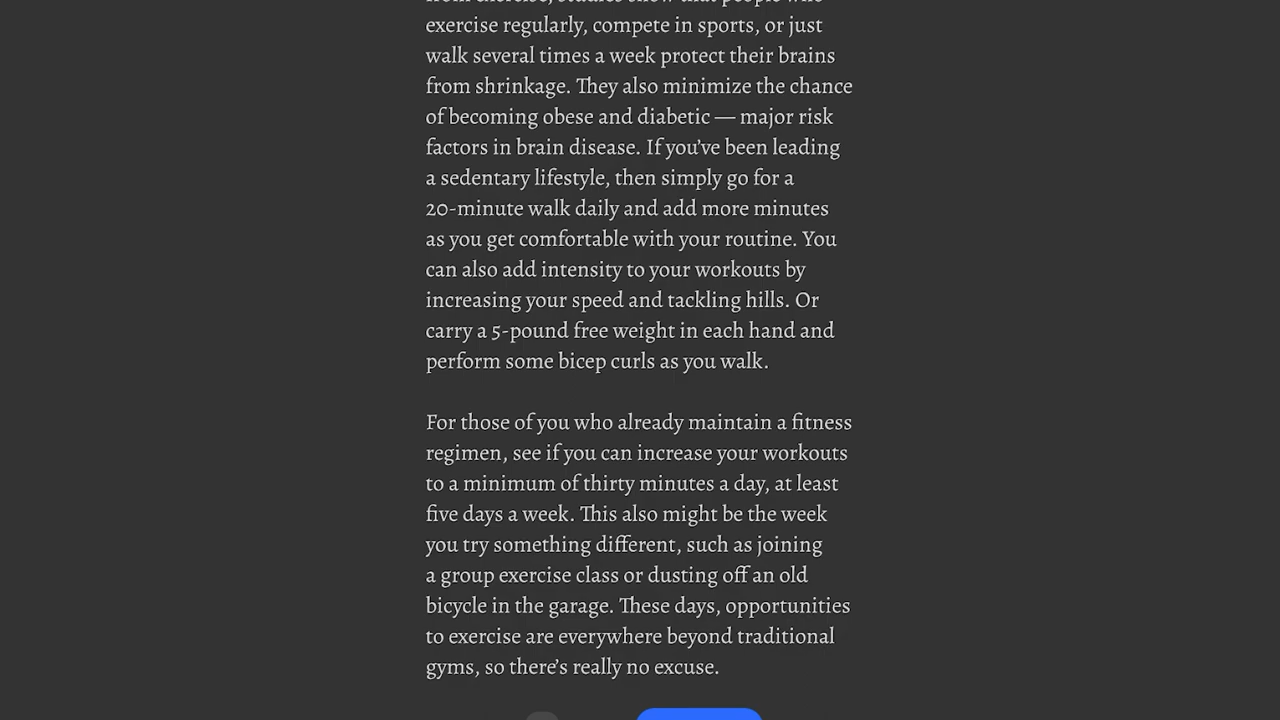 from exercise, studies show that people who
exercise regularly, compete in sports, or just
walk several times a week protect their brains
from shrinkage. They also minimize the chance
of becoming obese and diabetic — major risk
factors in brain disease. If you’ve been leading
a sedentary lifestyle, then simply go for a
20-minute walk daily and add more minutes
as you get comfortable with your routine. You
can also add intensity to your workouts by
increasing your speed and tackling hills. Or
carry a 5-pound free weight in each hand and
perform some bicep curls as you walk.
For those of you who already maintain a fitness
regimen, see if you can increase your workouts
to a minimum of thirty minutes a day, at least
five days a week. This also might be the week
you try something different, such as joining
a group exercise class or dusting off an old
bicycle in the garage. These days, opportunities
to exercise are everywhere beyond traditional
gyms, so there’s really no excuse.